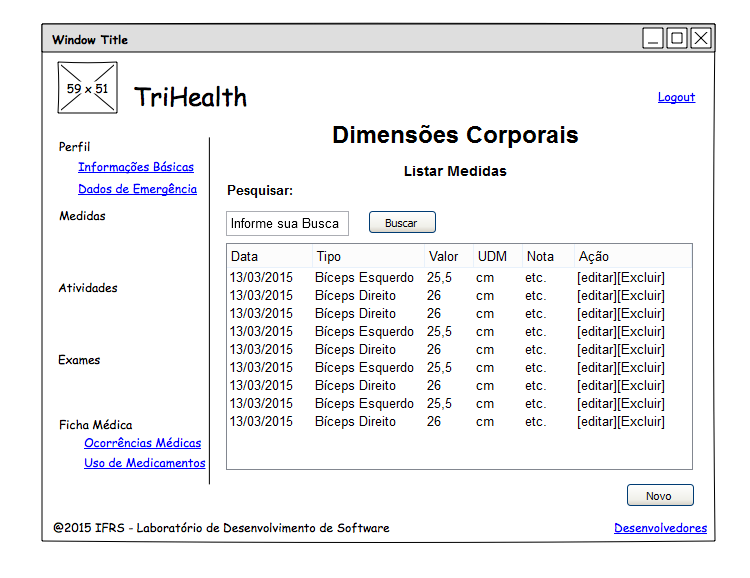 Window Title
59 x 51
TriHealth
Logout
Dimensões Corporais
Listar Medidas
Perfil
Informações Básicas
Dados de Emergência
Medidas
Atividades
Exames
Ficha Médica
Ocorrências Médicas
Uso de Medicamentos
Pesquisar:
Informe sua Busca Buscar
Data Tipo Valor UDM Nota Ação
13/03/2015 Bíceps Esquerdo 25,5 cm etc. [editar][Excluir]
13/03/2015 Bíceps Direito 26 cm etc. [editar][Excluir]
13/03/2015 Bíceps Direito 26 cm etc. [editar][Excluir]
13/03/2015 Bíceps Esquerdo 25,5 cm etc. [editar][Excluir]
13/03/2015 Bíceps Direito 26 cm etc. [editar][Excluir]
13/03/2015 Bíceps Esquerdo 25,5 cm etc. [editar][Excluir]
13/03/2015 Bíceps Direito 26 cm etc. [editar][Excluir]
13/03/2015 Bíceps Esquerdo 25,5 cm etc. [editar][Excluir]
13/03/2015 Bíceps Direito 26 cm etc. [editar][Excluir]
Novo
@2015 IFRS - Laboratório de Desenvolvimento de Software
Desenvolvedores